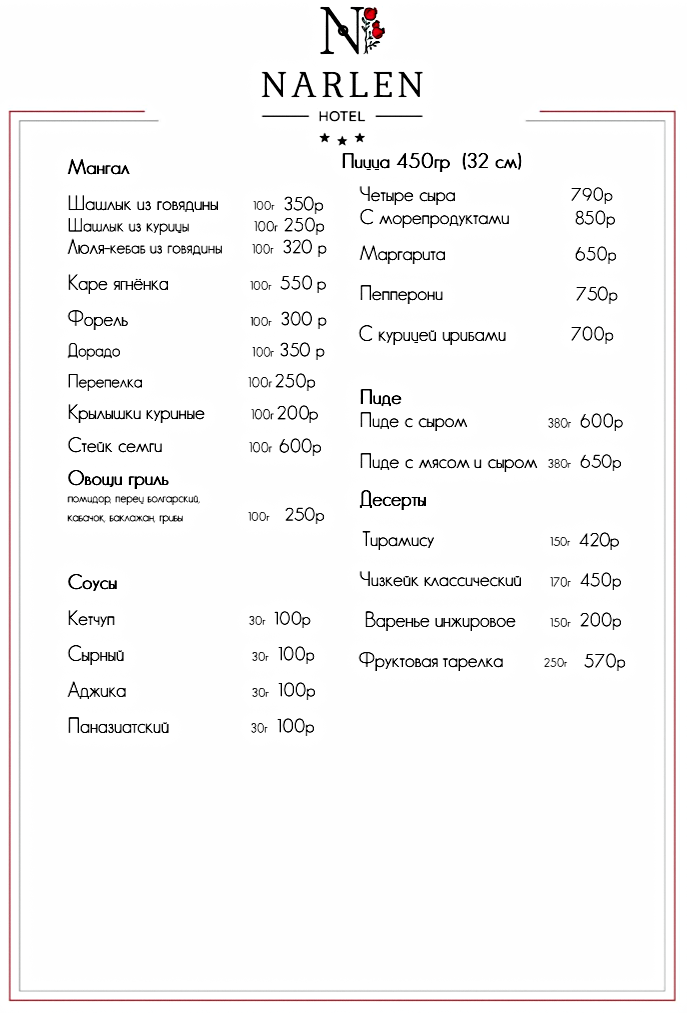 N
NARLEN
HOTEL
Мангал
Шашлык из говядины 100г 350р
Шашлык из курицы 100г 250р
Люля-кебаб из говядины 100г 320 р
Каре ягнёнка 100г 550 р
Форель 100г 300 р
Дорадо 100г 350 р
Перепелка 100г 250р
Крылышки куриные 100г 200р
Стейк семги 100г 600р
Овощи гриль
помидор, перец болгарский,
кабачок, баклажан, грибы 100г 250р
Соусы
Кетчуп 30г 100р
Сырный 30г 100р
Аджика 30г 100р
Паназиатский 30г 100р
Пицца 450гр (32 см)
Четыре сыра 790р
С морепродуктами 850р
Маргарита 650р
Пепперони 750р
С курицей ирибами 700р
Пиде
Пиде с сыром 380г 600р
Пиде с мясом и сыром 380г 650р
Десерты
Тирамису 150г 420р
Чизкейк классический 170г 450р
Варенье инжировое 150г 200р
Фруктовая тарелка 250г 570р